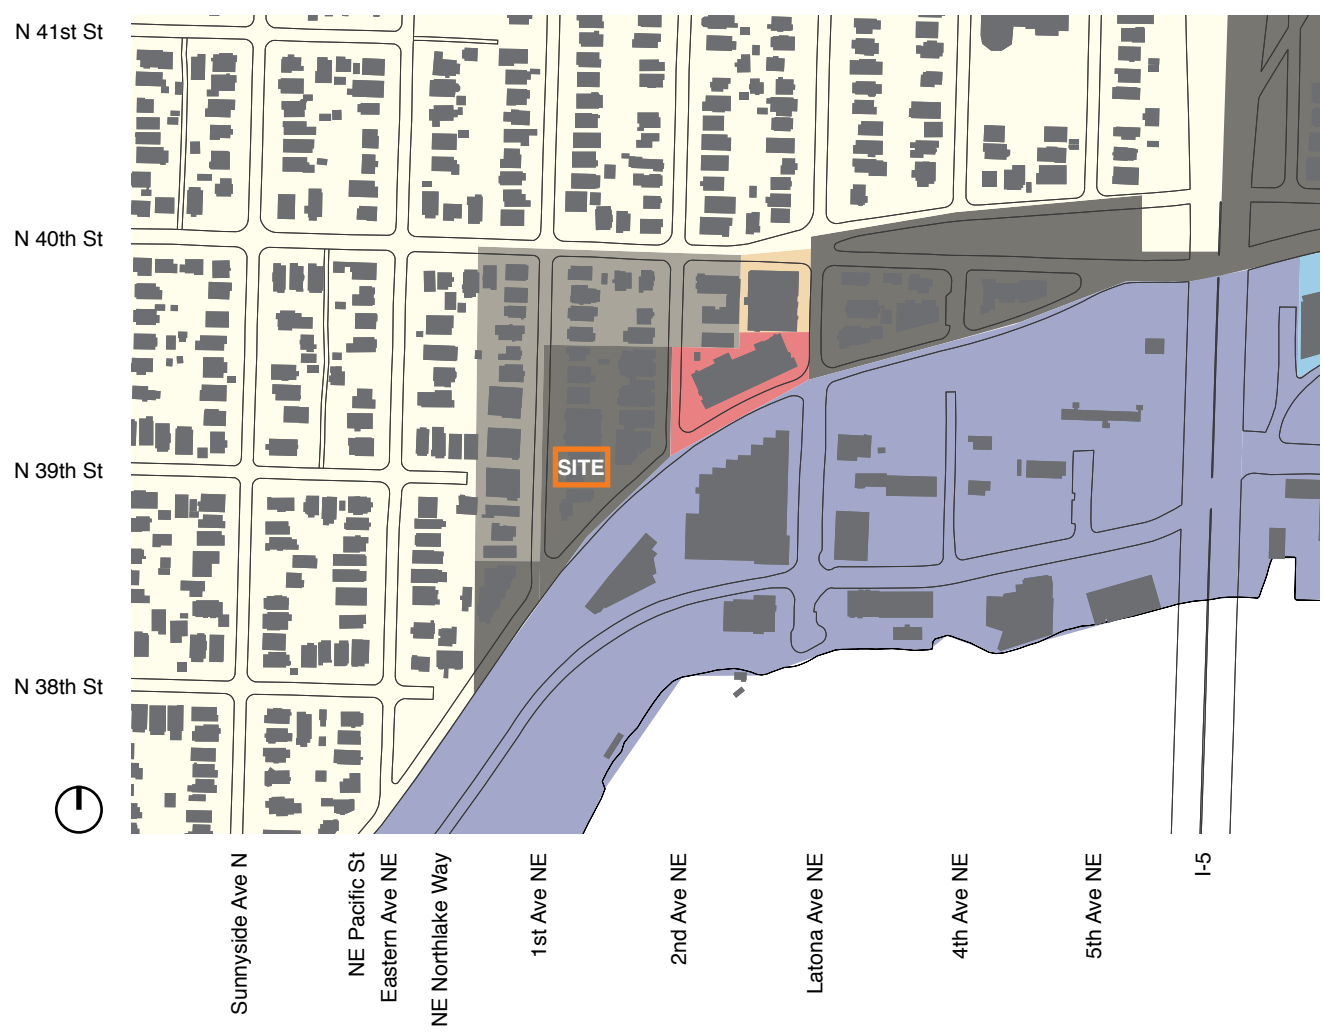 N 41st St
N 40th St
N 39th St
SITE
N 38th St
Sunnyside Ave N
NE Pacific St
Eastern Ave NE
NE Northlake Way
1st Ave NE
2nd Ave NE
Latona Ave NE
4th Ave NE
5th Ave NE
I-5